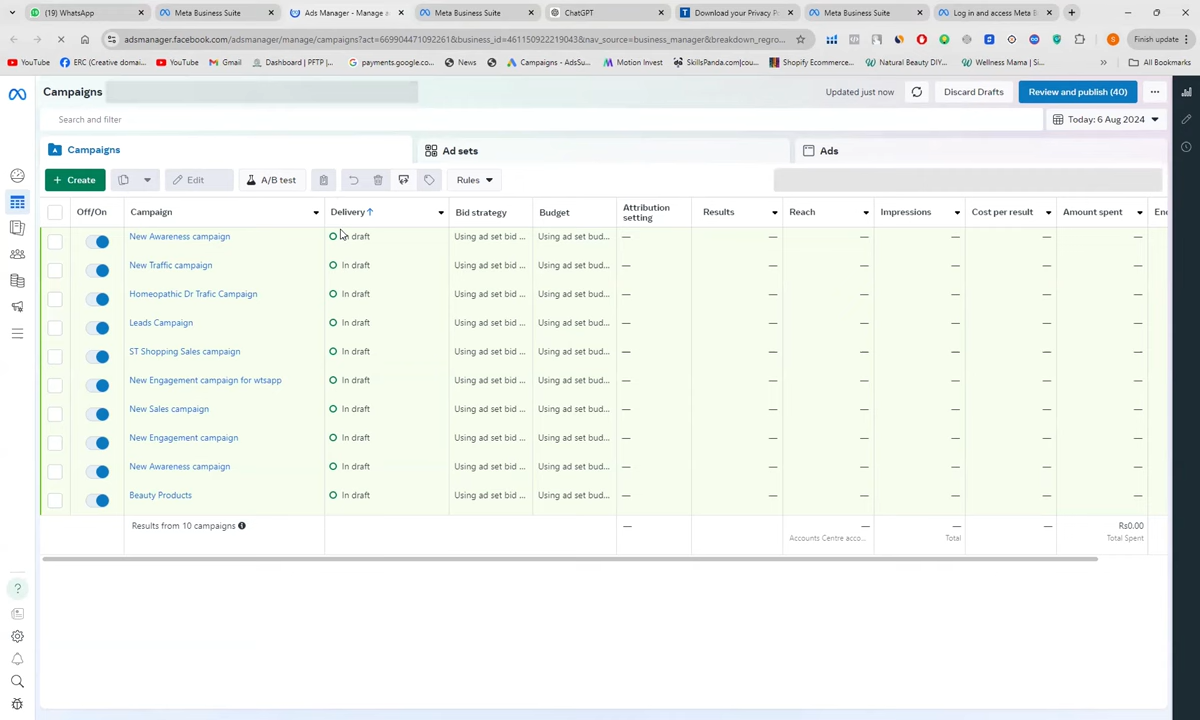 (19) WhatsApp
Meta Business Suite
Ads Manager - Manage a
Meta Business Suite
ChatGPT
Download your Privacy P
Meta Business Suite
Log in and access Meta B
adsmanager.facebook.com/adsmanager/manage/campaigns?act=669904471092261&business_id=461150922219043&nav_source=business_manager&breakdown_regro...
Finish update
YouTube
ERC (Creative domai...
YouTube
Gmail
Dashboard | PFTP |...
payments.google.co...
News
Campaigns - AdsSu...
Motion Invest
SkillsPanda.com|cou...
Shopify Ecommerce...
Natural Beauty DIY...
Wellness Mama | Si...
All Bookmarks
Campaigns
Updated just now
Discard Drafts
Review and publish (40)
Search and filter
Today: 6 Aug 2024
Campaigns
Ad sets
Ads
+ Create
Edit
A/B test
Rules
Off/On
Campaign
Delivery ↑
Bid strategy
Budget
Attribution
setting
Results
Reach
Impressions
Cost per result
Amount spent
En
New Awareness campaign In draft Using ad set bid ... Using ad set bud... — — — — — —
New Traffic campaign In draft Using ad set bid ... Using ad set bud... — — — — — —
Homeopathic Dr Trafic Campaign In draft Using ad set bid ... Using ad set bud... — — — — — —
Leads Campaign In draft Using ad set bid ... Using ad set bud... — — — — — —
ST Shopping Sales campaign In draft Using ad set bid ... Using ad set bud... — — — — — —
New Engagement campaign for wtsapp In draft Using ad set bid ... Using ad set bud... — — — — — —
New Sales campaign In draft Using ad set bid ... Using ad set bud... — — — — — —
New Engagement campaign In draft Using ad set bid ... Using ad set bud... — — — — — —
New Awareness campaign In draft Using ad set bid ... Using ad set bud... — — — — — —
Beauty Products In draft Using ad set bid ... Using ad set bud... — — — — — —
Results from 10 campaigns — — — — Rs0.00
Accounts Centre acco... Total Total Spent